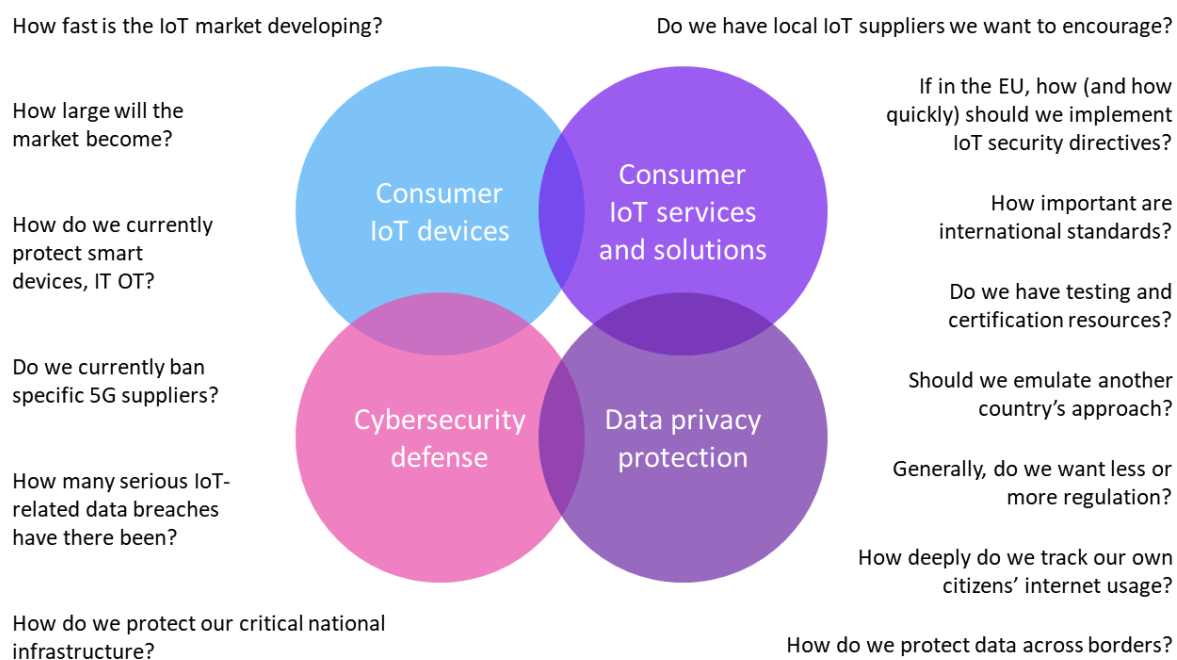 How fast is the IoT market developing?
How large will the
market become?
How do we currently
protect smart
devices, IT OT?
Do we currently ban
specific 5G suppliers?
How many serious IoT-
related data breaches
have there been?
How do we protect our critical national
infrastructure?
Consumer
IoT devices
Consumer
IoT services
and solutions
Cybersecurity
defense
Data privacy
protection
Do we have local IoT suppliers we want to encourage?
If in the EU, how (and how
quickly) should we implement
IoT security directives?
How important are
international standards?
Do we have testing and
certification resources?
Should we emulate another
country’s approach?
Generally, do we want less or
more regulation?
How deeply do we track our own
citizens’ internet usage?
How do we protect data across borders?